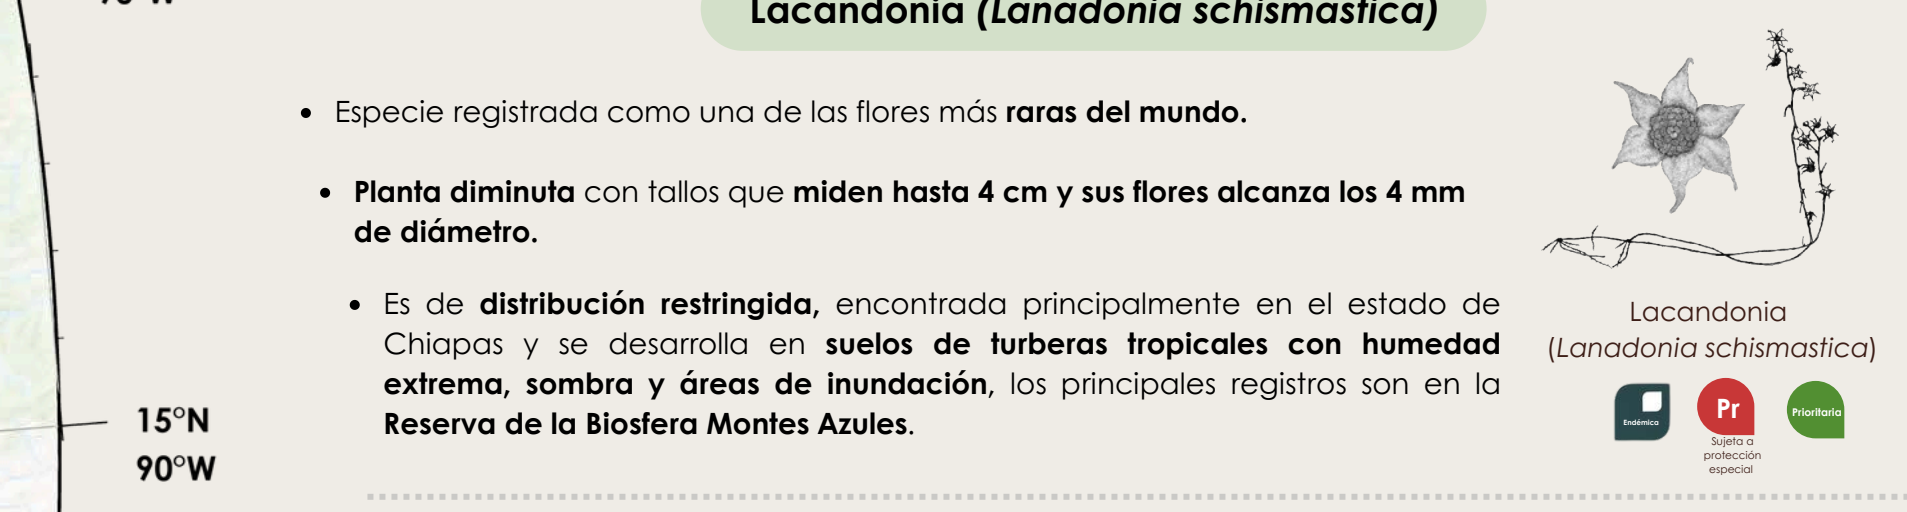 Lacandonia (Lanadonia schismastica)
• Especie registrada como una de las flores más raras del mundo.
• Planta diminuta con tallos que miden hasta 4 cm y sus flores alcanza los 4 mm
de diámetro.
• Es de distribución restringida, encontrada principalmente en el estado de
Chiapas y se desarrolla en suelos de turberas tropicales con humedad
extrema, sombra y áreas de inundación, los principales registros son en la
Reserva de la Biosfera Montes Azules.
15°N
90°W
Lacandonia
(Lanadonia schismastica)
Endémica
Pr
Prioritaria
Sujeta a
protección
especial